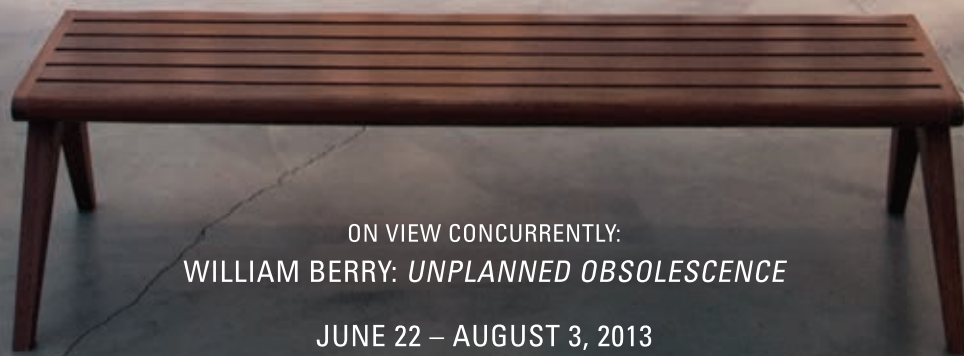 ON VIEW CONCURRENTLY:
WILLIAM BERRY: UNPLANNED OBSOLESCENCE
JUNE 22 – AUGUST 3, 2013